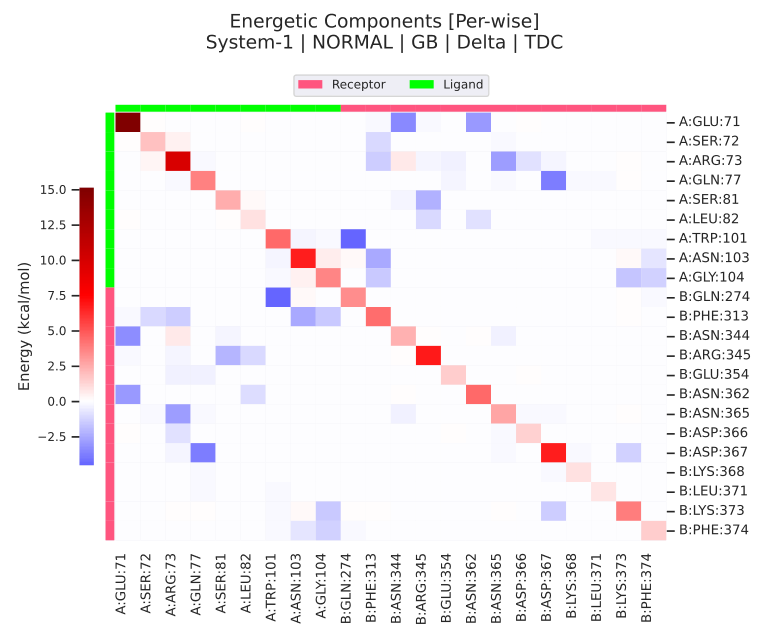 Energetic Components [Per-wise]
System-1 | NORMAL | GB | Delta | TDC
Receptor
Ligand
A:GLU:71
A:SER:72
A:ARG:73
A:GLN:77
A:SER:81
A:LEU:82
A:TRP:101
A:ASN:103
A:GLY:104
B:GLN:274
B:PHE:313
B:ASN:344
B:ARG:345
B:GLU:354
B:ASN:362
B:ASN:365
B:ASP:366
B:ASP:367
B:LYS:368
B:LEU:371
B:LYS:373
B:PHE:374
15.0
12.5
10.0
7.5
5.0
2.5
0.0
−2.5
Energy (kcal/mol)
A:GLU:71
A:SER:72
A:ARG:73
A:GLN:77
A:SER:81
A:LEU:82
A:TRP:101
A:ASN:103
A:GLY:104
B:GLN:274
B:PHE:313
B:ASN:344
B:ARG:345
B:GLU:354
B:ASN:362
B:ASN:365
B:ASP:366
B:ASP:367
B:LYS:368
B:LEU:371
B:LYS:373
B:PHE:374